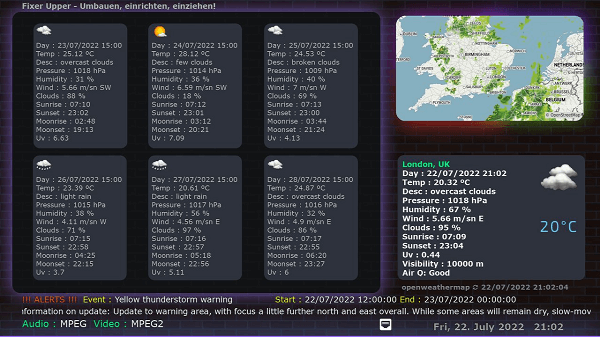 Fixer Upper - Umbauen, einrichten, einziehen!
Day : 23/07/2022 15:00
Temp : 25.12 ºC
Desc : overcast clouds
Pressure : 1018 hPa
Humidity : 31 %
Wind : 5.66 m/sn SW
Clouds : 88 %
Sunrise : 07:10
Sunset : 23:02
Moonrise : 02:48
Moonset : 19:13
Uv : 6.63
Day : 24/07/2022 15:00
Temp : 28.12 ºC
Desc : few clouds
Pressure : 1014 hPa
Humidity : 36 %
Wind : 6.59 m/sn SW
Clouds : 18 %
Sunrise : 07:12
Sunset : 23:01
Moonrise : 03:12
Moonset : 20:21
Uv : 7.09
Day : 25/07/2022 15:00
Temp : 24.53 ºC
Desc : broken clouds
Pressure : 1009 hPa
Humidity : 40 %
Wind : 7 m/sn W
Clouds : 69 %
Sunrise : 07:13
Sunset : 23:00
Moonrise : 03:44
Moonset : 21:24
Uv : 4.13
Day : 26/07/2022 15:00
Temp : 23.39 ºC
Desc : light rain
Pressure : 1015 hPa
Humidity : 38 %
Wind : 4.11 m/sn W
Clouds : 71 %
Sunrise : 07:15
Sunset : 22:58
Moonrise : 04:25
Moonset : 22:15
Uv : 3.7
Day : 27/07/2022 15:00
Temp : 20.61 ºC
Desc : light rain
Pressure : 1017 hPa
Humidity : 56 %
Wind : 4.56 m/sn E
Clouds : 97 %
Sunrise : 07:16
Sunset : 22:57
Moonrise : 05:18
Moonset : 22:56
Uv : 5.11
Day : 28/07/2022 15:00
Temp : 24.87 ºC
Desc : overcast clouds
Pressure : 1016 hPa
Humidity : 32 %
Wind : 4.9 m/sn E
Clouds : 86 %
Sunrise : 07:17
Sunset : 22:55
Moonrise : 06:20
Moonset : 23:27
Uv : 6
NETHERLAND
BELGIUM
© OpenStreetMap
London, UK
Day : 22/07/2022 21:02
Temp : 20.32 ºC
Desc : overcast clouds
Pressure : 1018 hPa
Humidity : 67 %
Wind : 5.66 m/sn E
Clouds : 95 %
Sunrise : 07:09
Sunset : 23:04
Uv : 0.44
Visibility : 10000 m
Air Q: Good
20°C
openweathermap 22/07/2022 21:02:04
!!! ALERTS !!! Event : Yellow thunderstorm warning Start : 22/07/2022 12:00:00 End : 23/07/2022 00:00:00
nformation on update: Update to warning area, with focus a little further north and east overall. While some areas will remain dry, slow-mov
Audio : MPEG Video : MPEG2
Fri, 22. July 2022 21:02